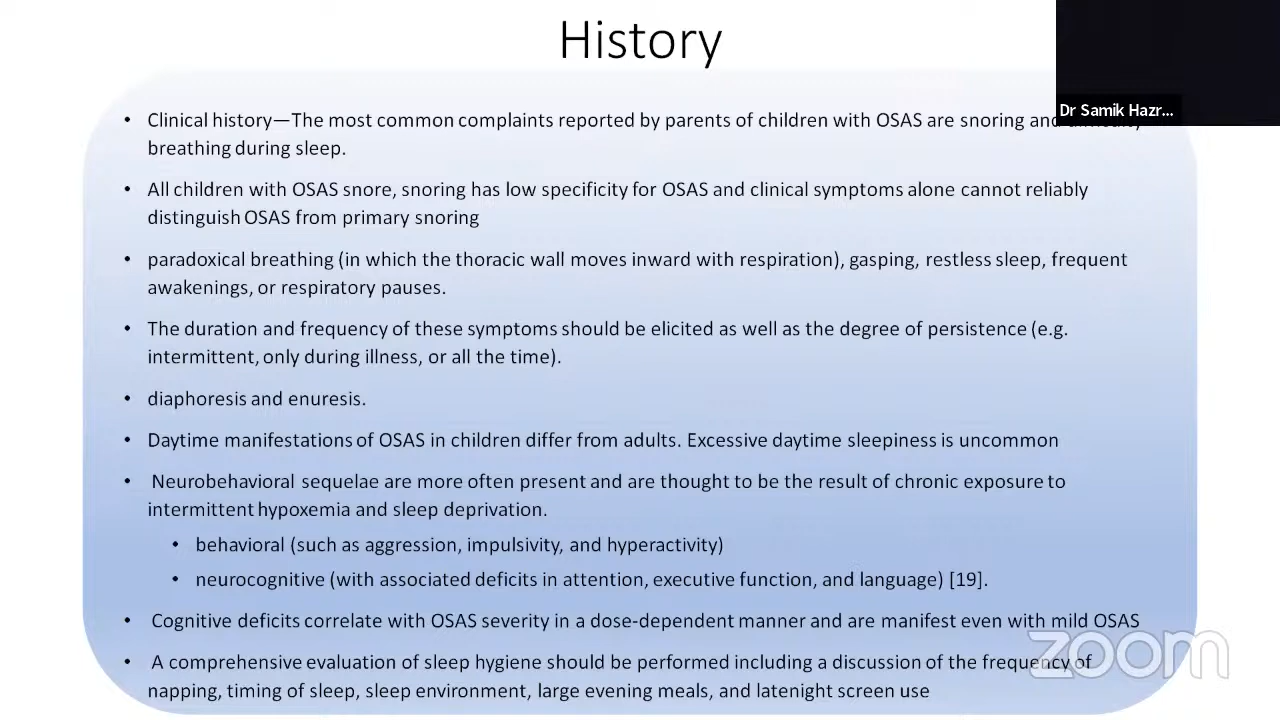 History
Dr Samik Hazr...
• Clinical history—The most common complaints reported by parents of children with OSAS are snoring and
breathing during sleep.
• All children with OSAS snore, snoring has low specificity for OSAS and clinical symptoms alone cannot reliably
distinguish OSAS from primary snoring
• paradoxical breathing (in which the thoracic wall moves inward with respiration), gasping, restless sleep, frequent
awakenings, or respiratory pauses.
• The duration and frequency of these symptoms should be elicited as well as the degree of persistence (e.g.
intermittent, only during illness, or all the time).
• diaphoresis and enuresis.
• Daytime manifestations of OSAS in children differ from adults. Excessive daytime sleepiness is uncommon
• Neurobehavioral sequelae are more often present and are thought to be the result of chronic exposure to
intermittent hypoxemia and sleep deprivation.
• behavioral (such as aggression, impulsivity, and hyperactivity)
• neurocognitive (with associated deficits in attention, executive function, and language) [19].
• Cognitive deficits correlate with OSAS severity in a dose-dependent manner and are manifest even with mild OSAS
• A comprehensive evaluation of sleep hygiene should be performed including a discussion of the frequency of
napping, timing of sleep, sleep environment, large evening meals, and latenight screen use
zoom